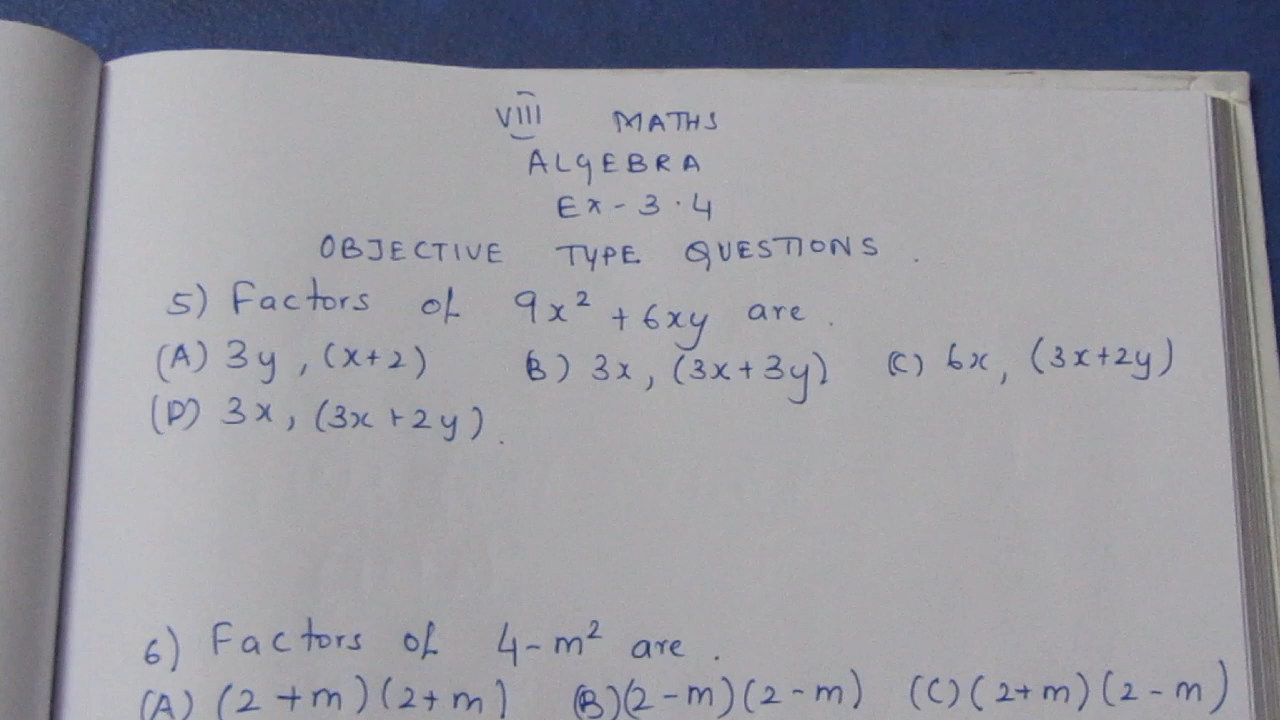 VIII MATHS
ALGEBRA
Ex - 3.4
OBJECTIVE TYPE QUESTIONS.
5) Factors of 9x² + 6xy are.
(A) 3y, (x+2) B) 3x, (3x+3y) (C) 6x, (3x+2y)
(D) 3x, (3x+2y).
6) Factors of 4-m² are.
(A) (2+m)(2+m) (B) (2-m)(2-m) (C) (2+m)(2-m)